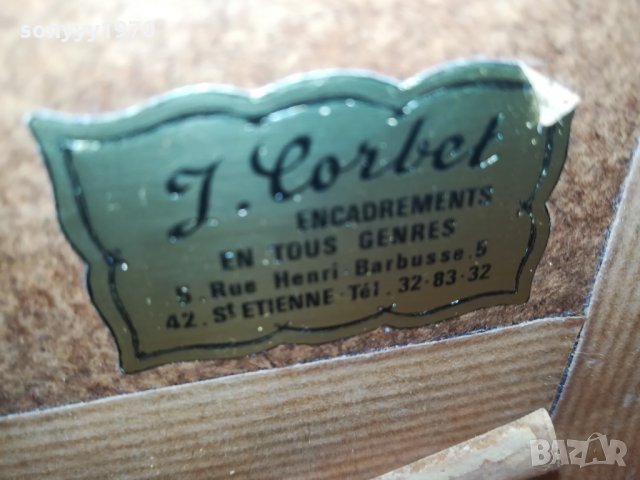 sonyyy1970
J. Corbet
ENCADREMENTS
EN TOUS GENRES
5. Rue Henri-Barbusse.5
42. St ETIENNE-Tél. 32-83-32
BAZAR